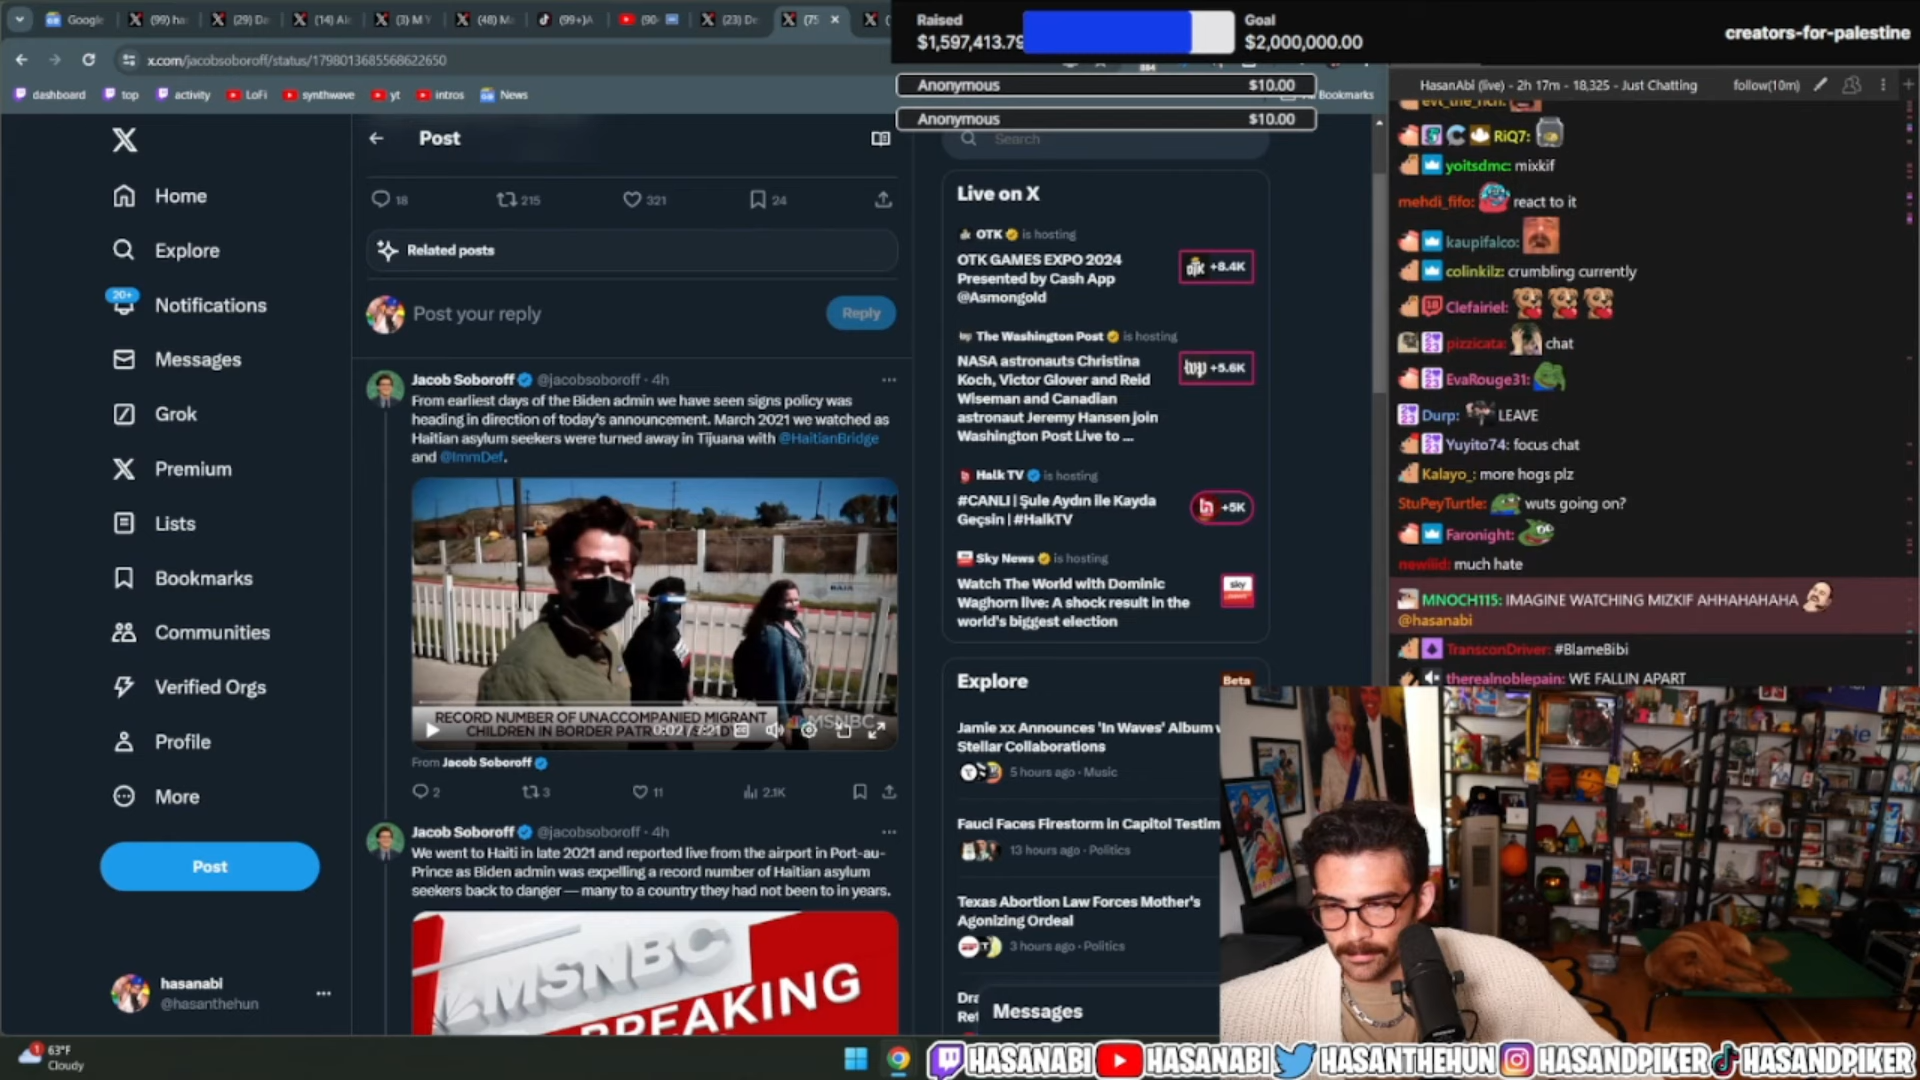 Google
(99) ha
(29) Da
(14) Al
(3) M Y
(48) M
(99+)A
(90-
(23) De
(75
x.com/jacobsoboroff/status/1798013685568622650
dashboard
top
activity
LoFi
synthwave
yt
intros
News
Bookmarks
Raised
$1,597,413.79
Goal
$2,000,000.00
creators-for-palestine
Anonymous $10.00
Anonymous $10.00
Home
Explore
20+
Notifications
Messages
Grok
Premium
Lists
Bookmarks
Communities
Verified Orgs
Profile
More
Post
hasanabi
@hasanthehun
Post
18
215
321
24
Related posts
Post your reply
Reply
Jacob Soboroff @jacobsoboroff · 4h
From earliest days of the Biden admin we have seen signs policy was
heading in direction of today's announcement. March 2021 we watched as
Haitian asylum seekers were turned away in Tijuana with @HaitianBridge
and @ImmDef.
RECORD NUMBER OF UNACCOMPANIED MIGRANT
CHILDREN IN BORDER
MSNBC
From Jacob Soboroff
2
3
11
2.1K
Jacob Soboroff @jacobsoboroff · 4h
We went to Haiti in late 2021 and reported live from the airport in Port-au-
Prince as Biden admin was expelling a record number of Haitian asylum
seekers back to danger — many to a country they had not been to in years.
MSNBC
BREAKING
Search
Live on X
OTK is hosting
OTK GAMES EXPO 2024
Presented by Cash App
@Asmongold
+8.4K
The Washington Post is hosting
NASA astronauts Christina
Koch, Victor Glover and Reid
Wiseman and Canadian
astronaut Jeremy Hansen join
Washington Post Live to ...
+5.6K
Halk TV is hosting
#CANLI | Şule Aydın ile Kayda
Geçsin | #HalkTV
+5K
Sky News is hosting
Watch The World with Dominic
Waghorn live: A shock result in the
world's biggest election
sky
Explore
Beta
Jamie xx Announces 'In Waves' Album
Stellar Collaborations
5 hours ago · Music
Fauci Faces Firestorm in Capitol Testim
13 hours ago · Politics
Texas Abortion Law Forces Mother's
Agonizing Ordeal
3 hours ago · Politics
Messages
HasanAbi (live) - 2h 17m - 18,325 - Just Chatting
follow(10m)
RiQ7:
yoitsdmc: mixkif
mehdi_fifo: react to it
kaupifalco:
colinkilz: crumbling currently
Clefairiel:
pizzicata: chat
EvaRouge31:
Durp: LEAVE
Yuyito74: focus chat
Kalayo_: more hogs plz
StuPeyTurtle: wuts going on?
Faronight:
newiiid: much hate
MNOCH115: IMAGINE WATCHING MIZKIF AHHAHAHAHA
@hasanabi
TransconDriver: #BlameBibi
therealnoblepain: WE FALLIN APART
1
63°F
Cloudy
HASANABI
HASANABI
HASANTHEHUN
HASANDPIKER
HASANDPIKER